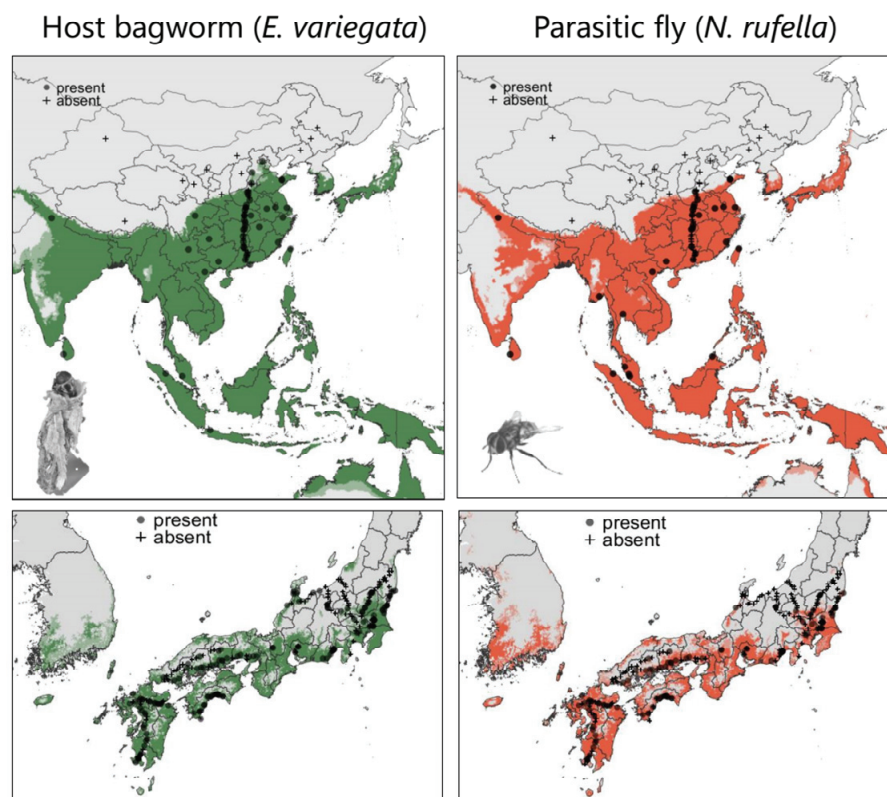 Host bagworm (E. variegata)
Parasitic fly (N. rufella)
present
+ absent
present
+ absent
present
+ absent
present
+ absent